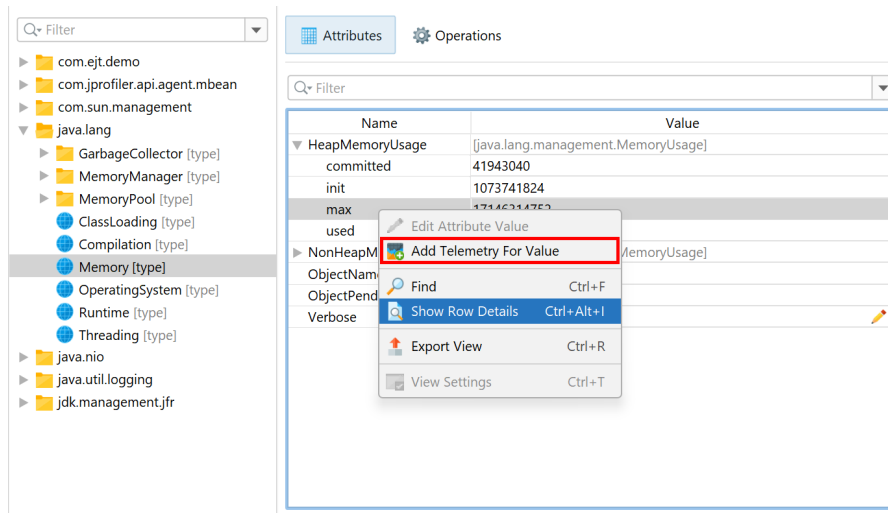 Filter
com.ejt.demo
com.jprofiler.api.agent.mbean
com.sun.management
java.lang
GarbageCollector [type]
MemoryManager [type]
MemoryPool [type]
ClassLoading [type]
Compilation [type]
Memory [type]
OperatingSystem [type]
Runtime [type]
Threading [type]
java.nio
java.util.logging
jdk.management.jfr
Attributes Operations
Filter
Name Value
HeapMemoryUsage [java.lang.management.MemoryUsage]
committed 41943040
init 1073741824
max 17146314752
used
NonHeapM MemoryUsage]
ObjectNam
ObjectPend
Verbose
Edit Attribute Value
Add Telemetry For Value
Find Ctrl+F
Show Row Details Ctrl+Alt+I
Export View Ctrl+R
View Settings Ctrl+T